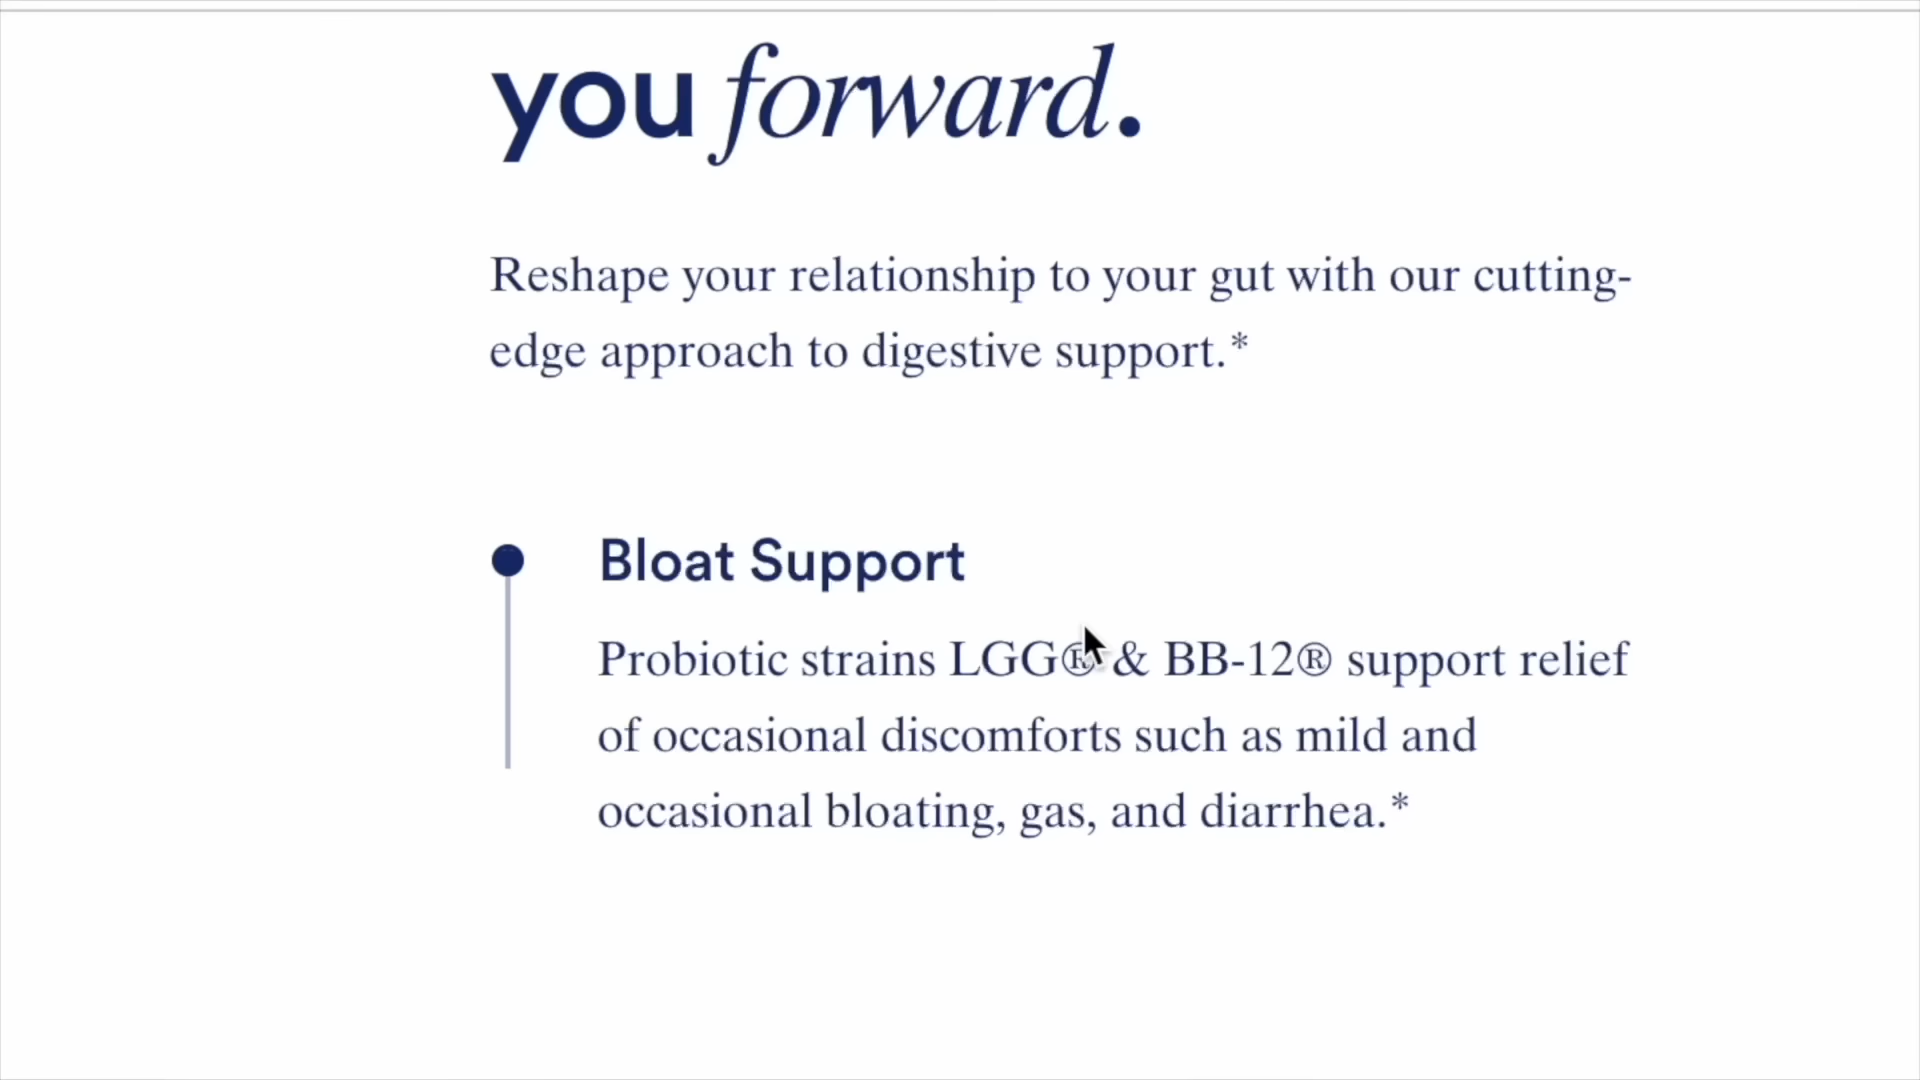 you forward.
Reshape your relationship to your gut with our cutting-
edge approach to digestive support.*
Bloat Support
Probiotic strains LGG® & BB-12® support relief
of occasional discomforts such as mild and
occasional bloating, gas, and diarrhea.*